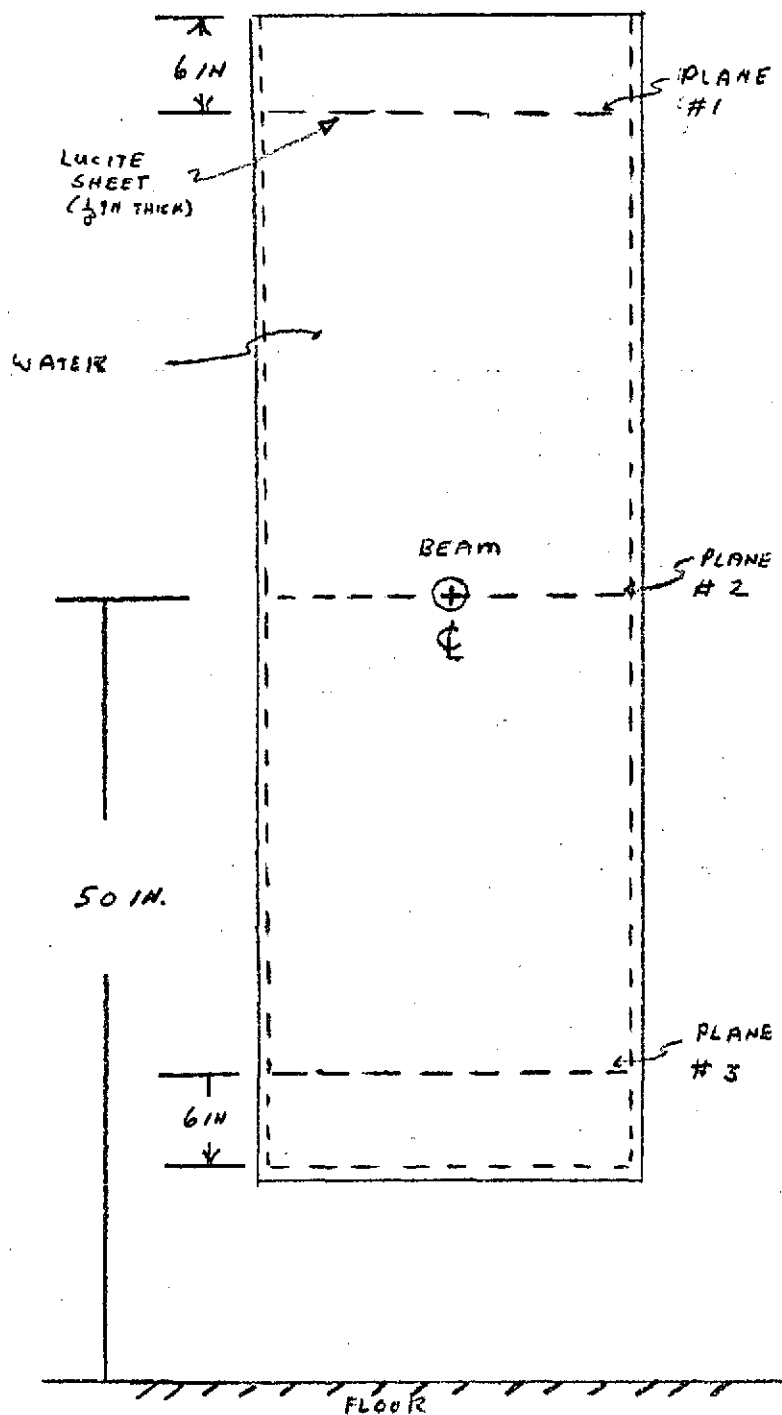 6 IN
PLANE
#1
LUCITE
SHEET
(1/8 IN THICK)
WATER
BEAM
℄
PLANE
# 2
50 IN.
PLANE
# 3
6 IN
FLOOR